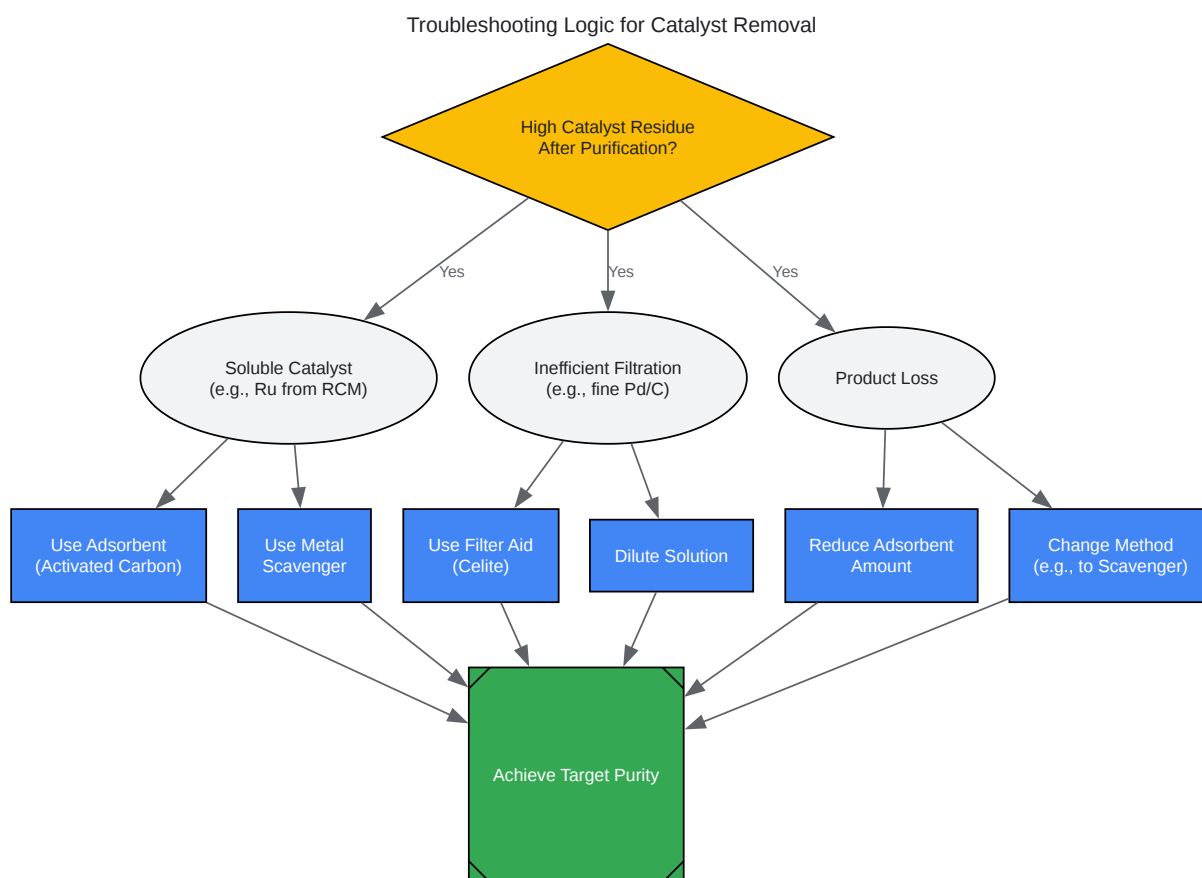 Troubleshooting Logic for Catalyst Removal
High Catalyst Residue
After Purification?
Yes
Yes
Yes
Soluble Catalyst
(e.g., Ru from RCM)
Inefficient Filtration
(e.g., fine Pd/C)
Product Loss
Use Adsorbent
(Activated Carbon)
Use Metal
Scavenger
Use Filter Aid
(Celite)
Dilute Solution
Reduce Adsorbent
Amount
Change Method
(e.g., to Scavenger)
Achieve Target Purity